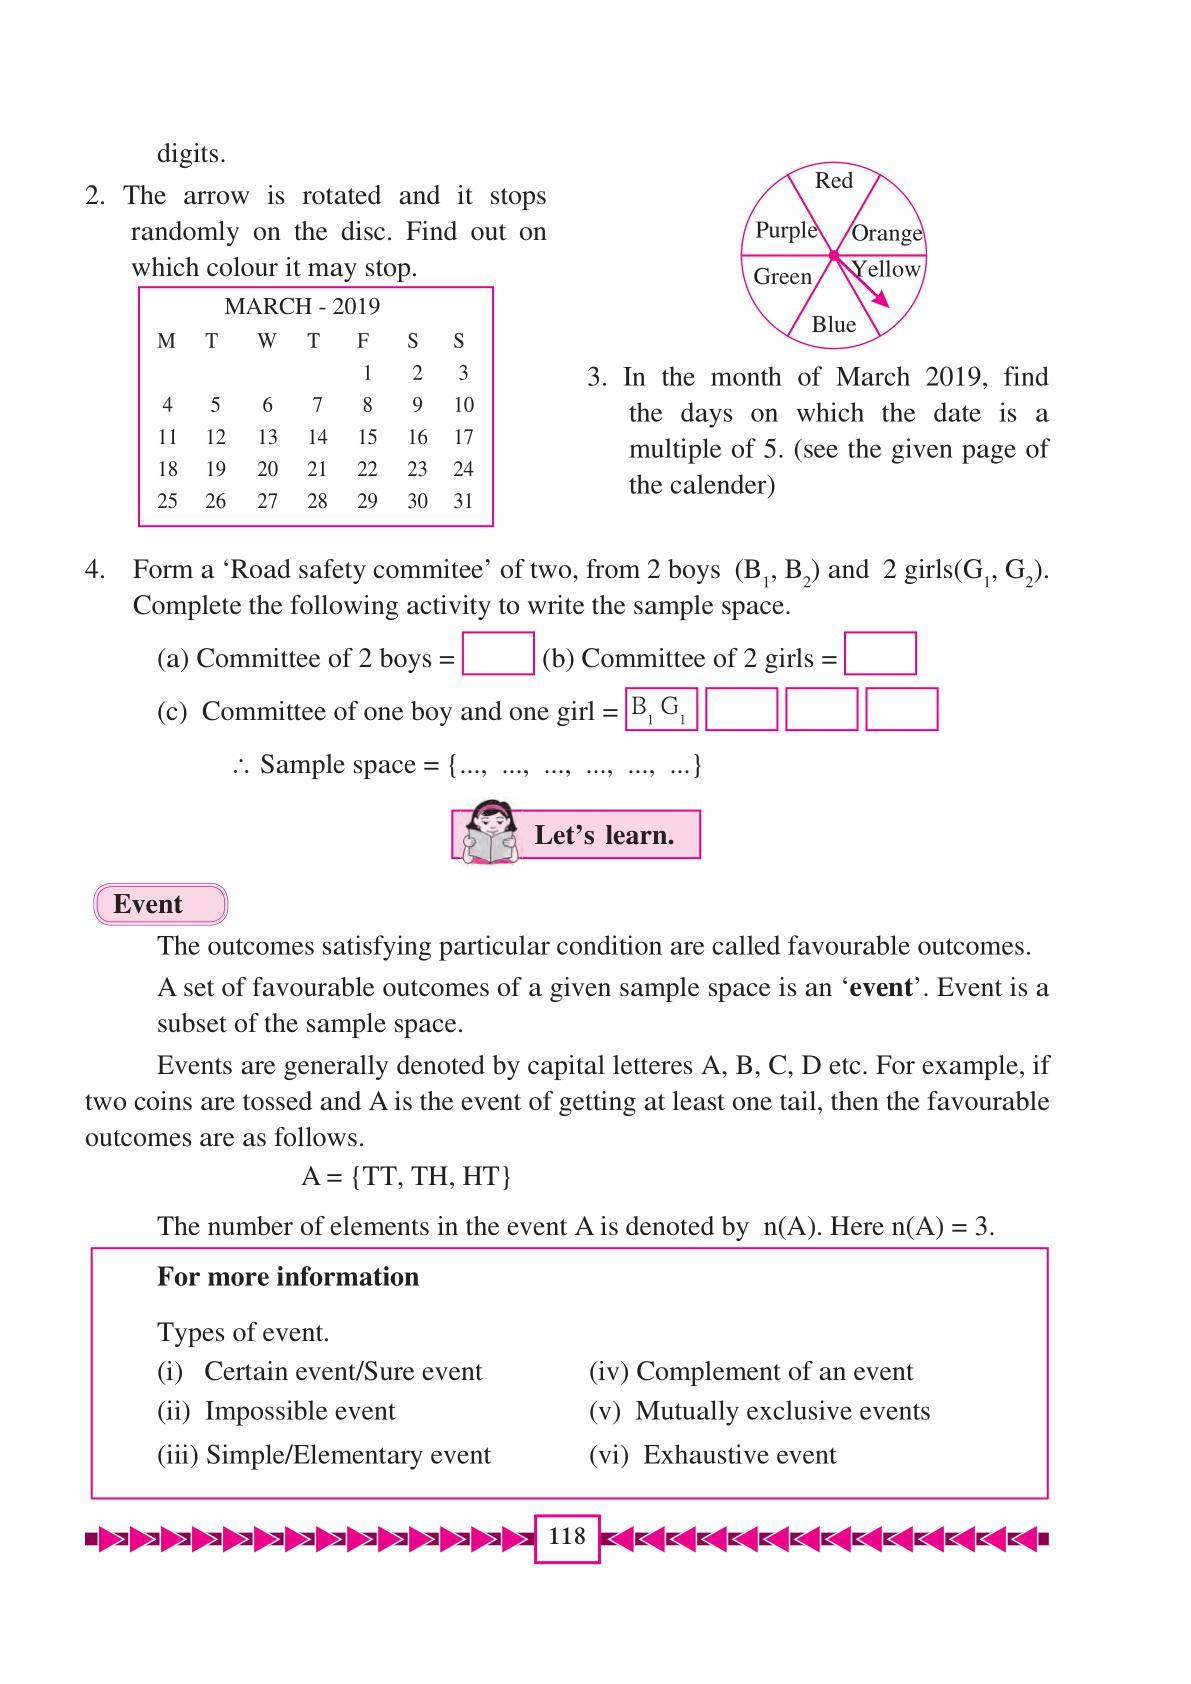 digits.
2. The arrow is rotated and it stops
randomly on the disc. Find out on
which colour it may stop.
Red
Purple Orange
Green Yellow
Blue
MARCH - 2019
M T W T F S S
1 2 3
4 5 6 7 8 9 10
11 12 13 14 15 16 17
18 19 20 21 22 23 24
25 26 27 28 29 30 31
3. In the month of March 2019, find
the days on which the date is a
multiple of 5. (see the given page of
the calender)
4. Form a ‘Road safety commitee’ of two, from 2 boys (B₁, B₂) and 2 girls(G₁, G₂).
Complete the following activity to write the sample space.
(a) Committee of 2 boys = (b) Committee of 2 girls =
(c) Committee of one boy and one girl = B₁ G₁
∴ Sample space = {..., ..., ..., ..., ..., ...}
Let’s learn.
Event
The outcomes satisfying particular condition are called favourable outcomes.
A set of favourable outcomes of a given sample space is an ‘event’. Event is a
subset of the sample space.
Events are generally denoted by capital letteres A, B, C, D etc. For example, if
two coins are tossed and A is the event of getting at least one tail, then the favourable
outcomes are as follows.
A = {TT, TH, HT}
The number of elements in the event A is denoted by n(A). Here n(A) = 3.
For more information
Types of event.
(i) Certain event/Sure event (iv) Complement of an event
(ii) Impossible event (v) Mutually exclusive events
(iii) Simple/Elementary event (vi) Exhaustive event
118